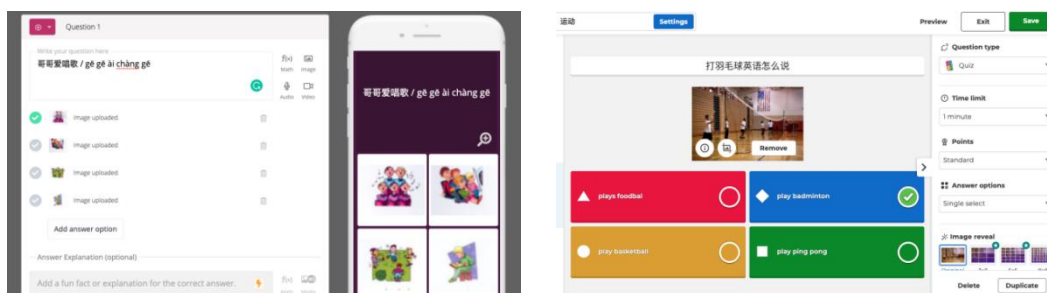 Question 1
Write your question here
哥哥爱唱歌 / gē gē ài chàng gē
f(x) Math
Image
Audio
Video
Image uploaded
Image uploaded
Image uploaded
Image uploaded
Add answer option
Answer Explanation (optional)
Add a fun fact or explanation for the correct answer.
f(x)
哥哥爱唱歌 / gē gē ài chàng gē
运动
Settings
Preview
Exit
Save
打羽毛球英语怎么说
Remove
plays foodbal
play badminton
play basketball
play ping pong
Question type
Quiz
Time limit
1 minute
Points
Standard
Answer options
Single select
Image reveal
Delete
Duplicate